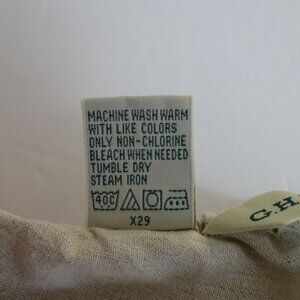 MACHINE WASH WARM
WITH LIKE COLORS
ONLY NON-CHLORINE
BLEACH WHEN NEEDED
TUMBLE DRY
STEAM IRON
40C
X29
G.H.